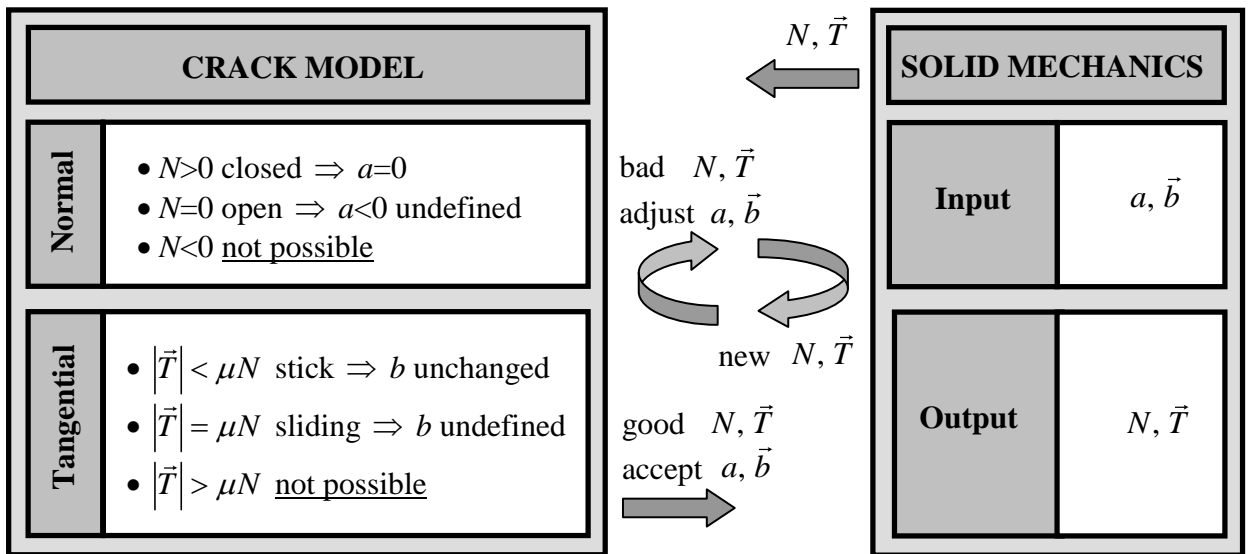 CRACK MODEL
Normal
• N>0 closed ⇒ a=0
• N=0 open ⇒ a<0 undefined
• N<0 not possible
Tangential
• |T⃗| < μN stick ⇒ b unchanged
• |T⃗| = μN sliding ⇒ b undefined
• |T⃗| > μN not possible
N, T⃗
bad N, T⃗
adjust a, b⃗
new N, T⃗
good N, T⃗
accept a, b⃗
SOLID MECHANICS
Input
a, b⃗
Output
N, T⃗